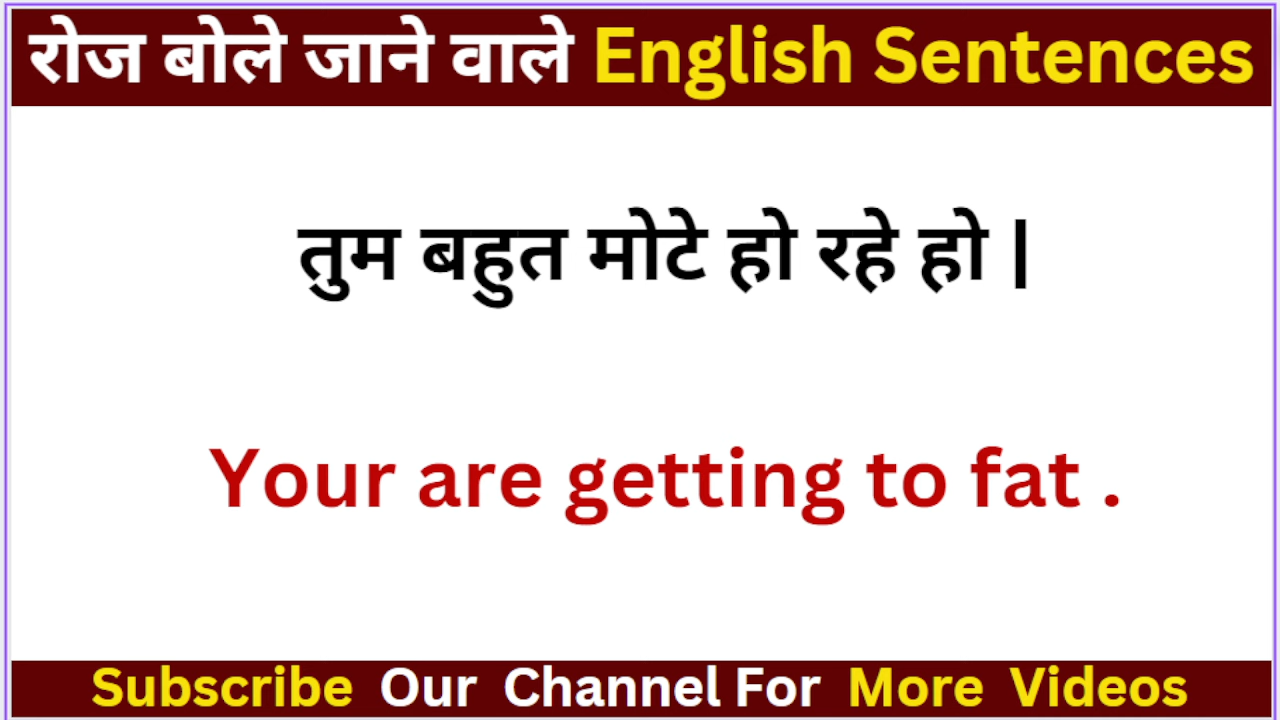 रोज बोले जाने वाले English Sentences
तुम बहुत मोटे हो रहे हो |
Your are getting to fat .
Subscribe Our Channel For More Videos